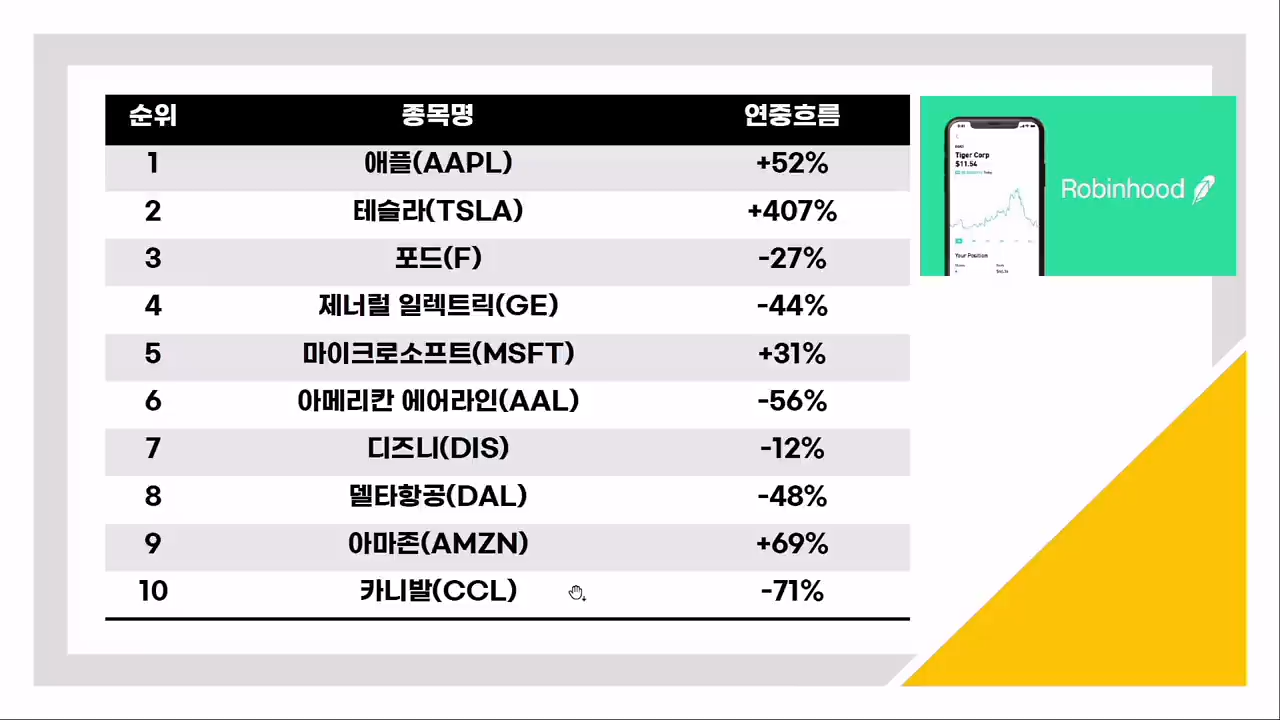 순위 종목명 연중흐름
1 애플(AAPL) +52%
2 테슬라(TSLA) +407%
3 포드(F) -27%
4 제너럴 일렉트릭(GE) -44%
5 마이크로소프트(MSFT) +31%
6 아메리칸 에어라인(AAL) -56%
7 디즈니(DIS) -12%
8 델타항공(DAL) -48%
9 아마존(AMZN) +69%
10 카니발(CCL) -71%
Tiger Corp
$11.54
Today
Your Position
Robinhood